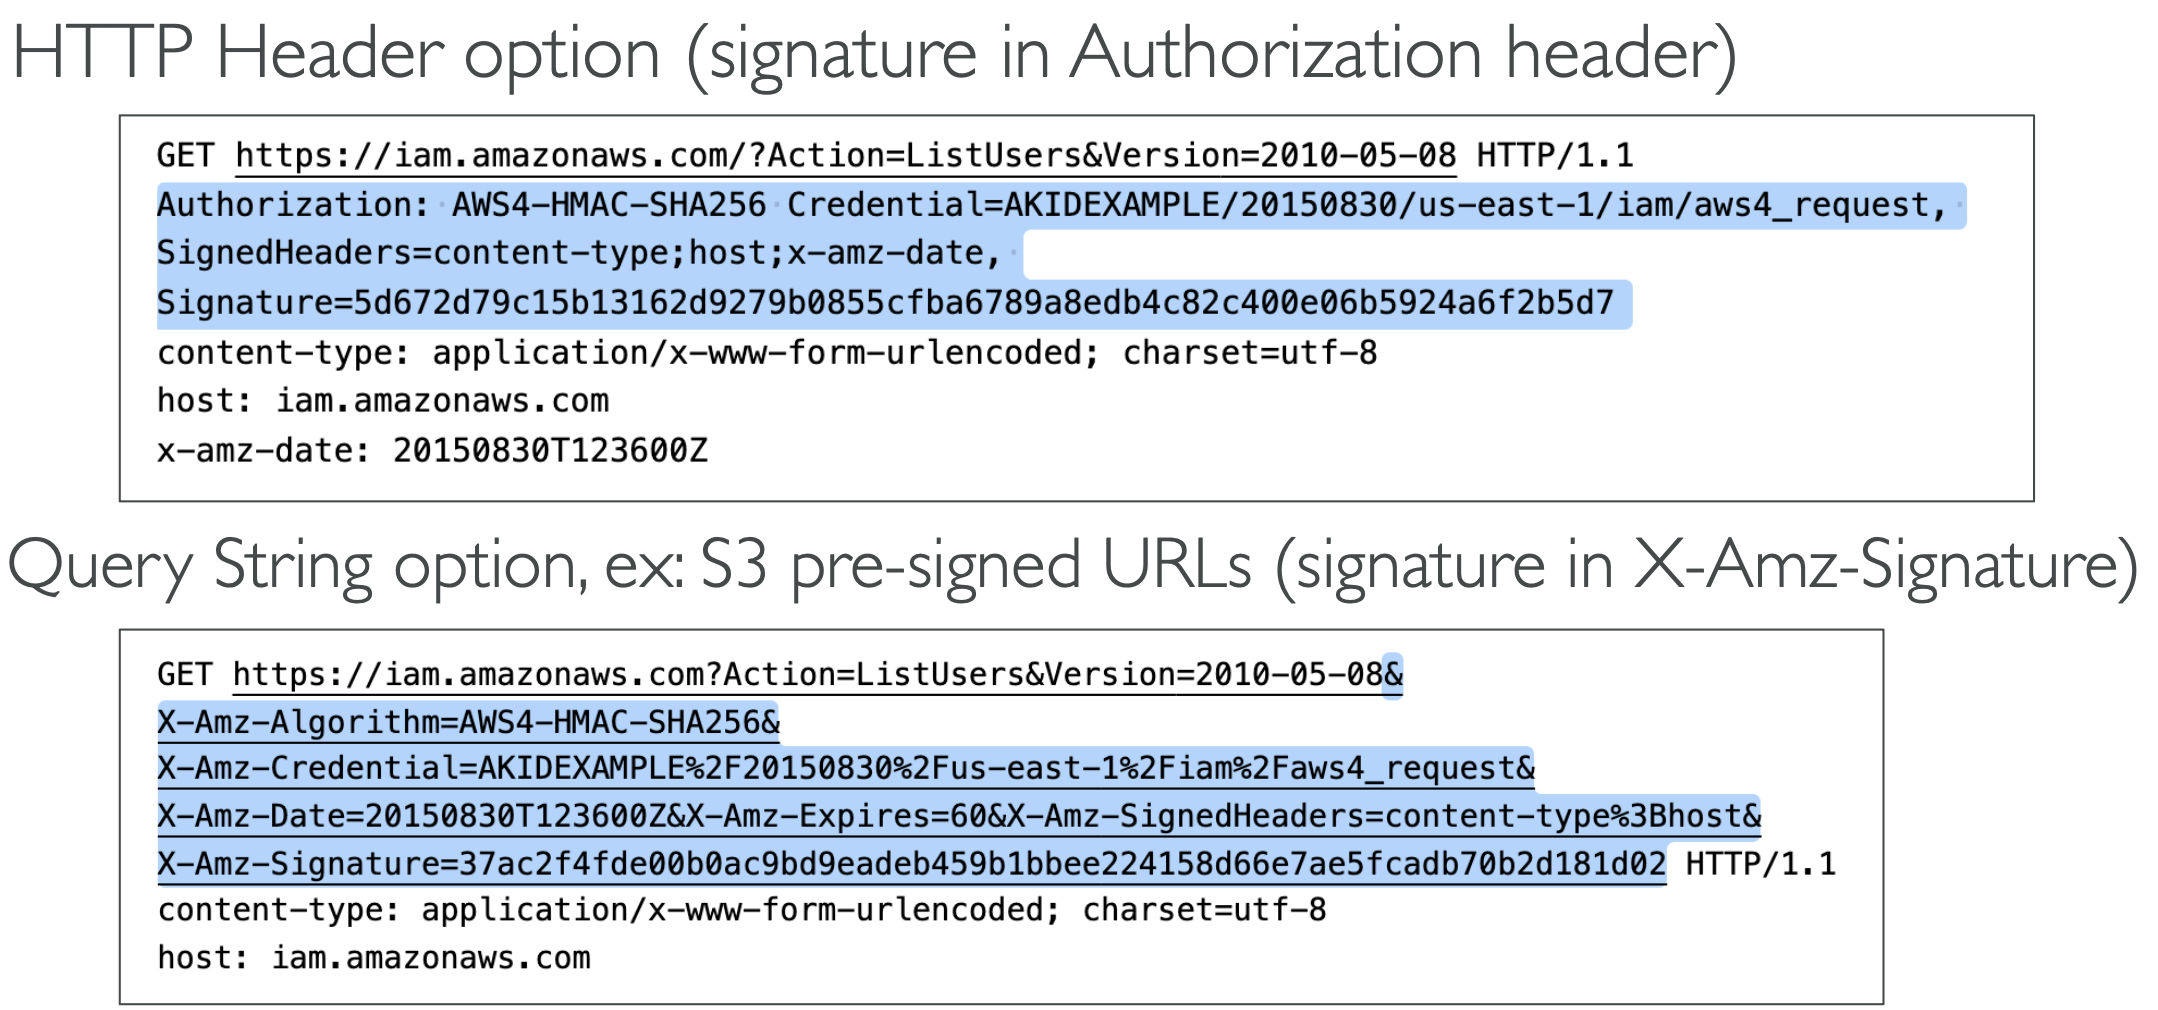 HTTP Header option (signature in Authorization header)
GET https://iam.amazonaws.com/?Action=ListUsers&Version=2010-05-08 HTTP/1.1
Authorization: AWS4-HMAC-SHA256 Credential=AKIDEXAMPLE/20150830/us-east-1/iam/aws4_request,
SignedHeaders=content-type;host;x-amz-date,
Signature=5d672d79c15b13162d9279b0855cfba6789a8edb4c82c400e06b5924a6f2b5d7
content-type: application/x-www-form-urlencoded; charset=utf-8
host: iam.amazonaws.com
x-amz-date: 20150830T123600Z
Query String option, ex: S3 pre-signed URLs (signature in X-Amz-Signature)
GET https://iam.amazonaws.com?Action=ListUsers&Version=2010-05-08&
X-Amz-Algorithm=AWS4-HMAC-SHA256&
X-Amz-Credential=AKIDEXAMPLE%2F20150830%2Fus-east-1%2Fiam%2Faws4_request&
X-Amz-Date=20150830T123600Z&X-Amz-Expires=60&X-Amz-SignedHeaders=content-type%3Bhost&
X-Amz-Signature=37ac2f4fde00b0ac9bd9eadeb459b1bbee224158d66e7ae5fcadb70b2d181d02 HTTP/1.1
content-type: application/x-www-form-urlencoded; charset=utf-8
host: iam.amazonaws.com